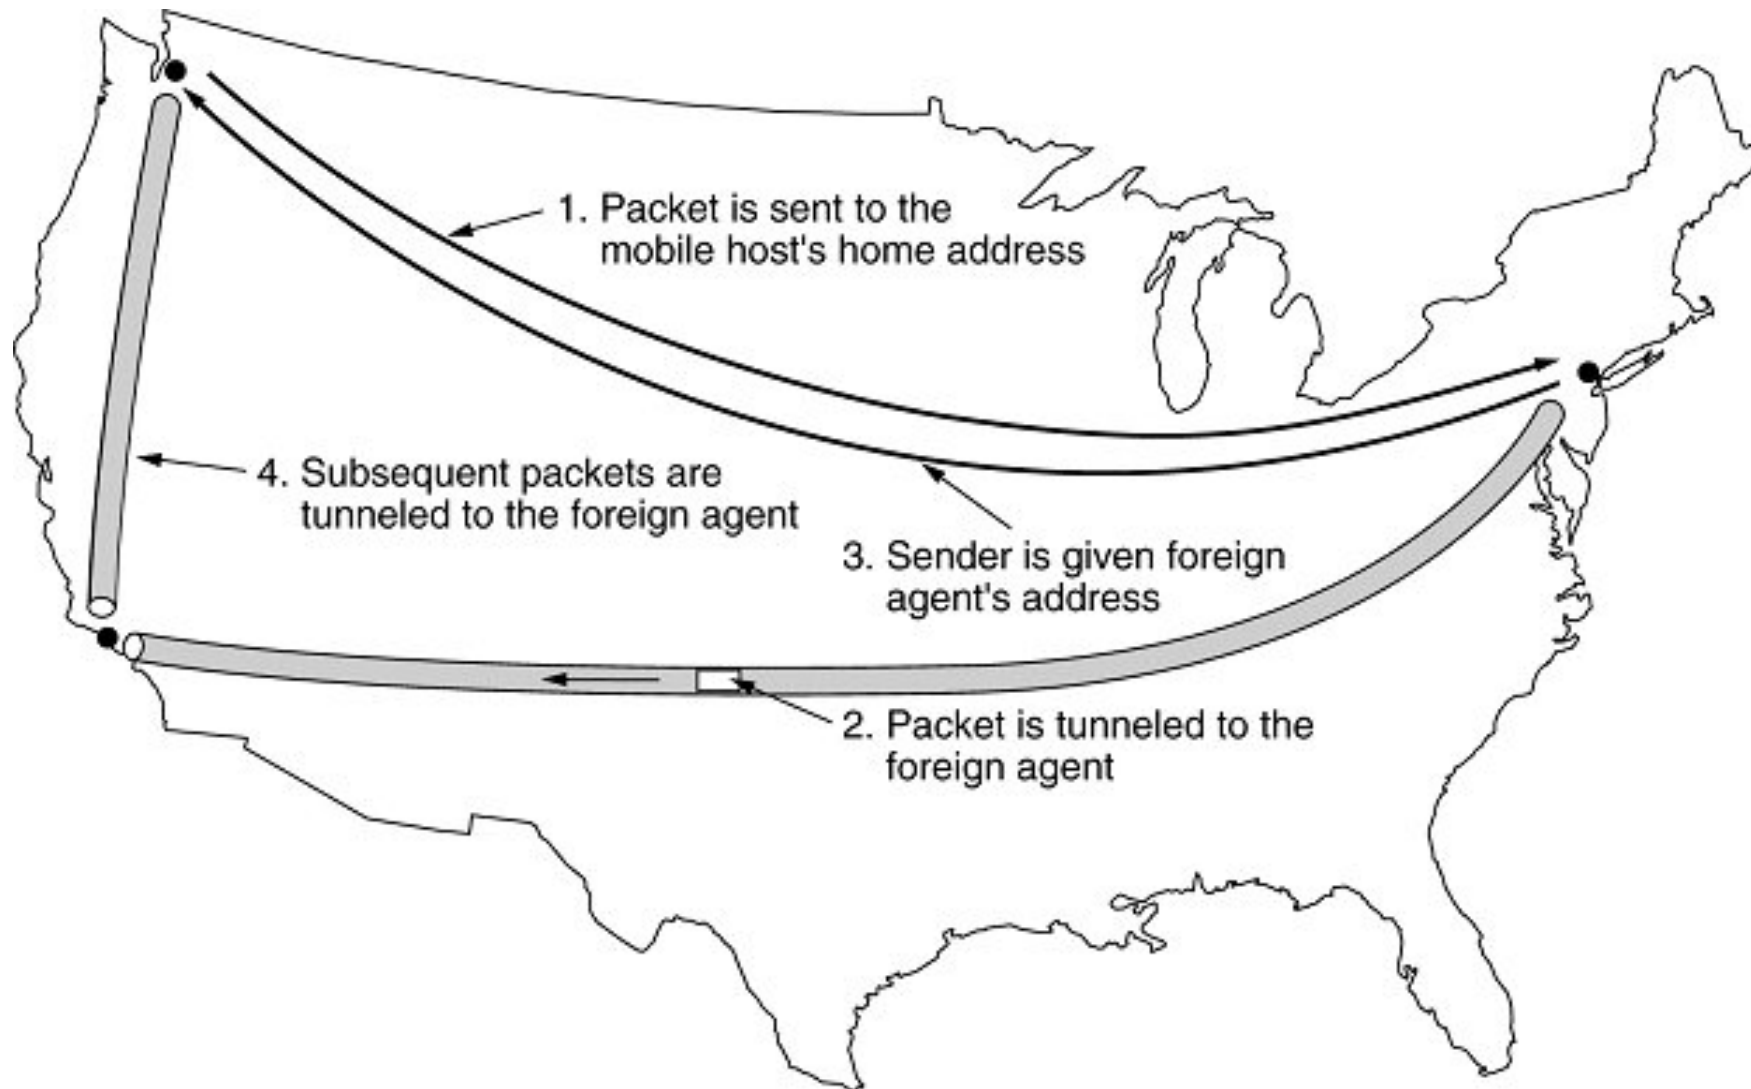 1. Packet is sent to the
mobile host's home address
4. Subsequent packets are
tunneled to the foreign agent
3. Sender is given foreign
agent's address
2. Packet is tunneled to the
foreign agent